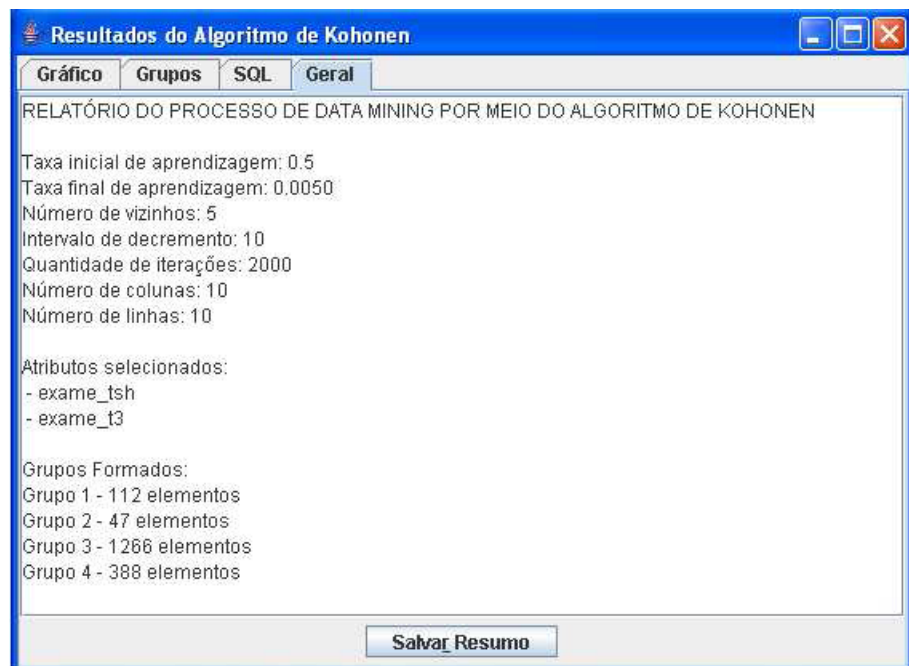 Resultados do Algoritmo de Kohonen
Gráfico Grupos SQL Geral
RELATÓRIO DO PROCESSO DE DATA MINING POR MEIO DO ALGORITMO DE KOHONEN
Taxa inicial de aprendizagem: 0.5
Taxa final de aprendizagem: 0.0050
Número de vizinhos: 5
Intervalo de decremento: 10
Quantidade de iterações: 2000
Número de colunas: 10
Número de linhas: 10
Atributos selecionados:
- exame_tsh
- exame_t3
Grupos Formados:
Grupo 1 - 112 elementos
Grupo 2 - 47 elementos
Grupo 3 - 1266 elementos
Grupo 4 - 388 elementos
Salvar Resumo